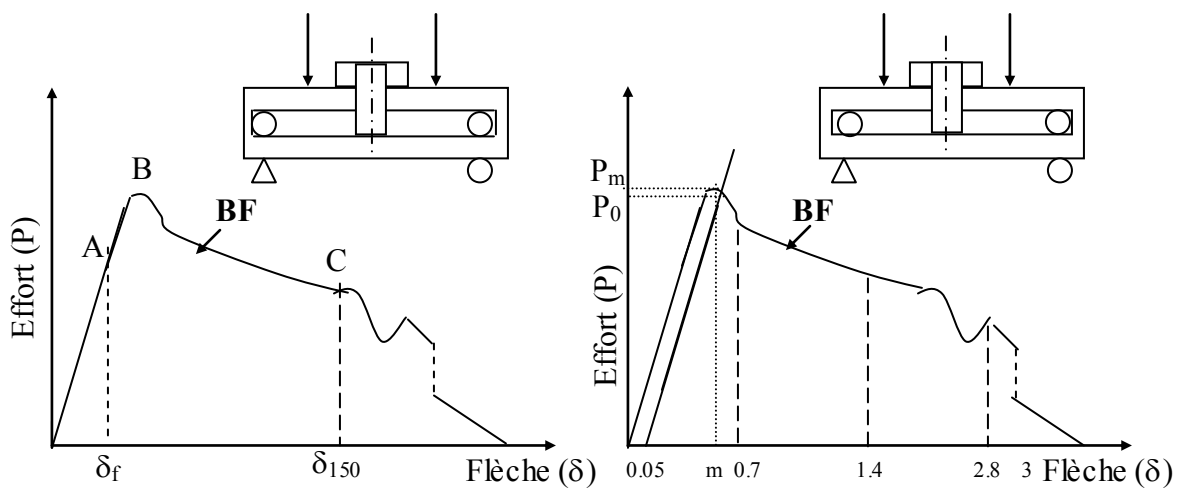 B
A
BF
C
Effort (P)
δf
δ150
Flèche (δ)
Pm
P0
BF
Effort (P)
0.05
m
0.7
1.4
2.8
3
Flèche (δ)